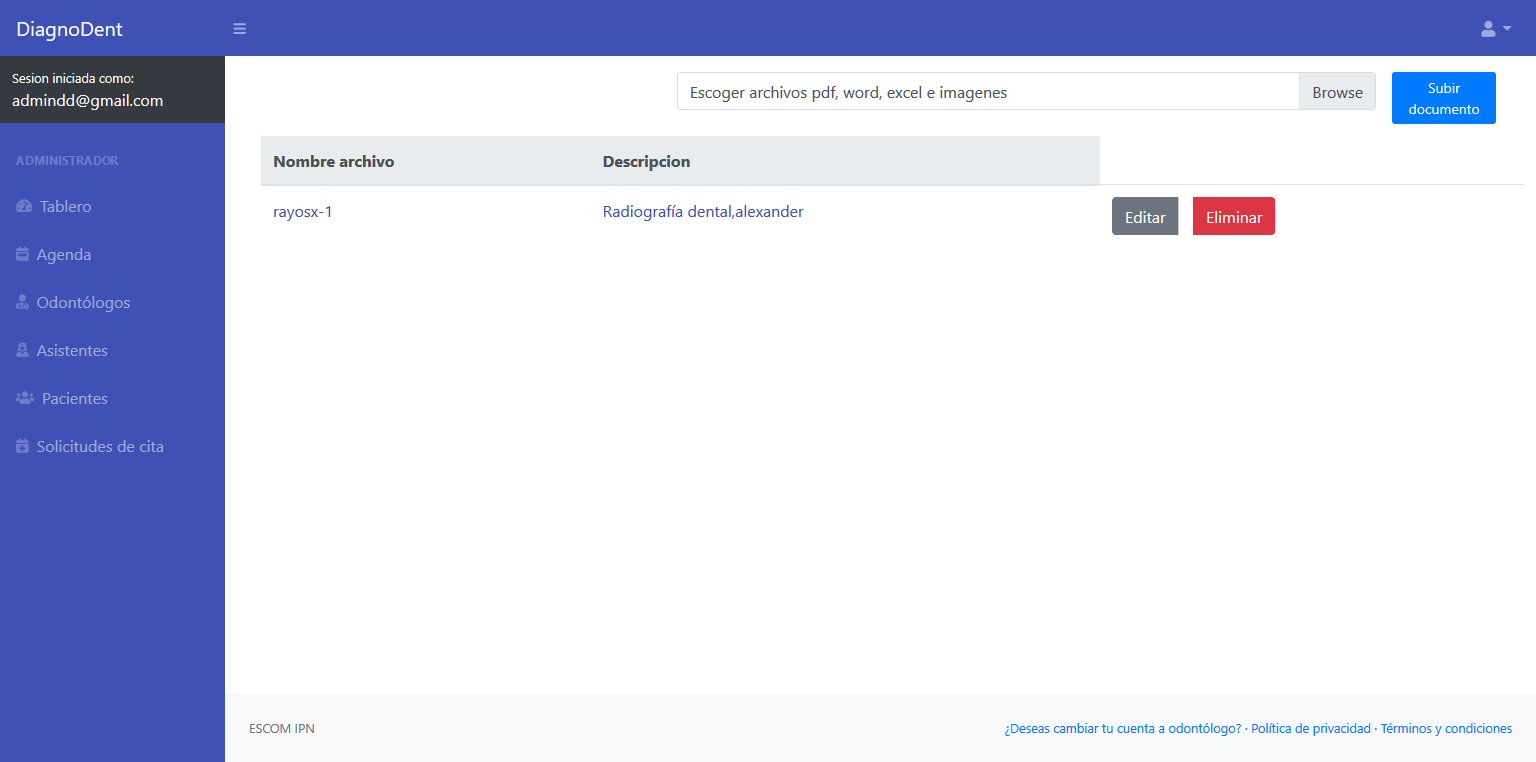 DiagnoDent
Sesion iniciada como:
admindd@gmail.com
ADMINISTRADOR
Tablero
Agenda
Odontólogos
Asistentes
Pacientes
Solicitudes de cita
Escoger archivos pdf, word, excel e imagenes Browse
Subir
documento
Nombre archivo Descripcion
rayosx-1 Radiografía dental,alexander Editar Eliminar
ESCOM IPN ¿Deseas cambiar tu cuenta a odontólogo? · Política de privacidad · Términos y condiciones